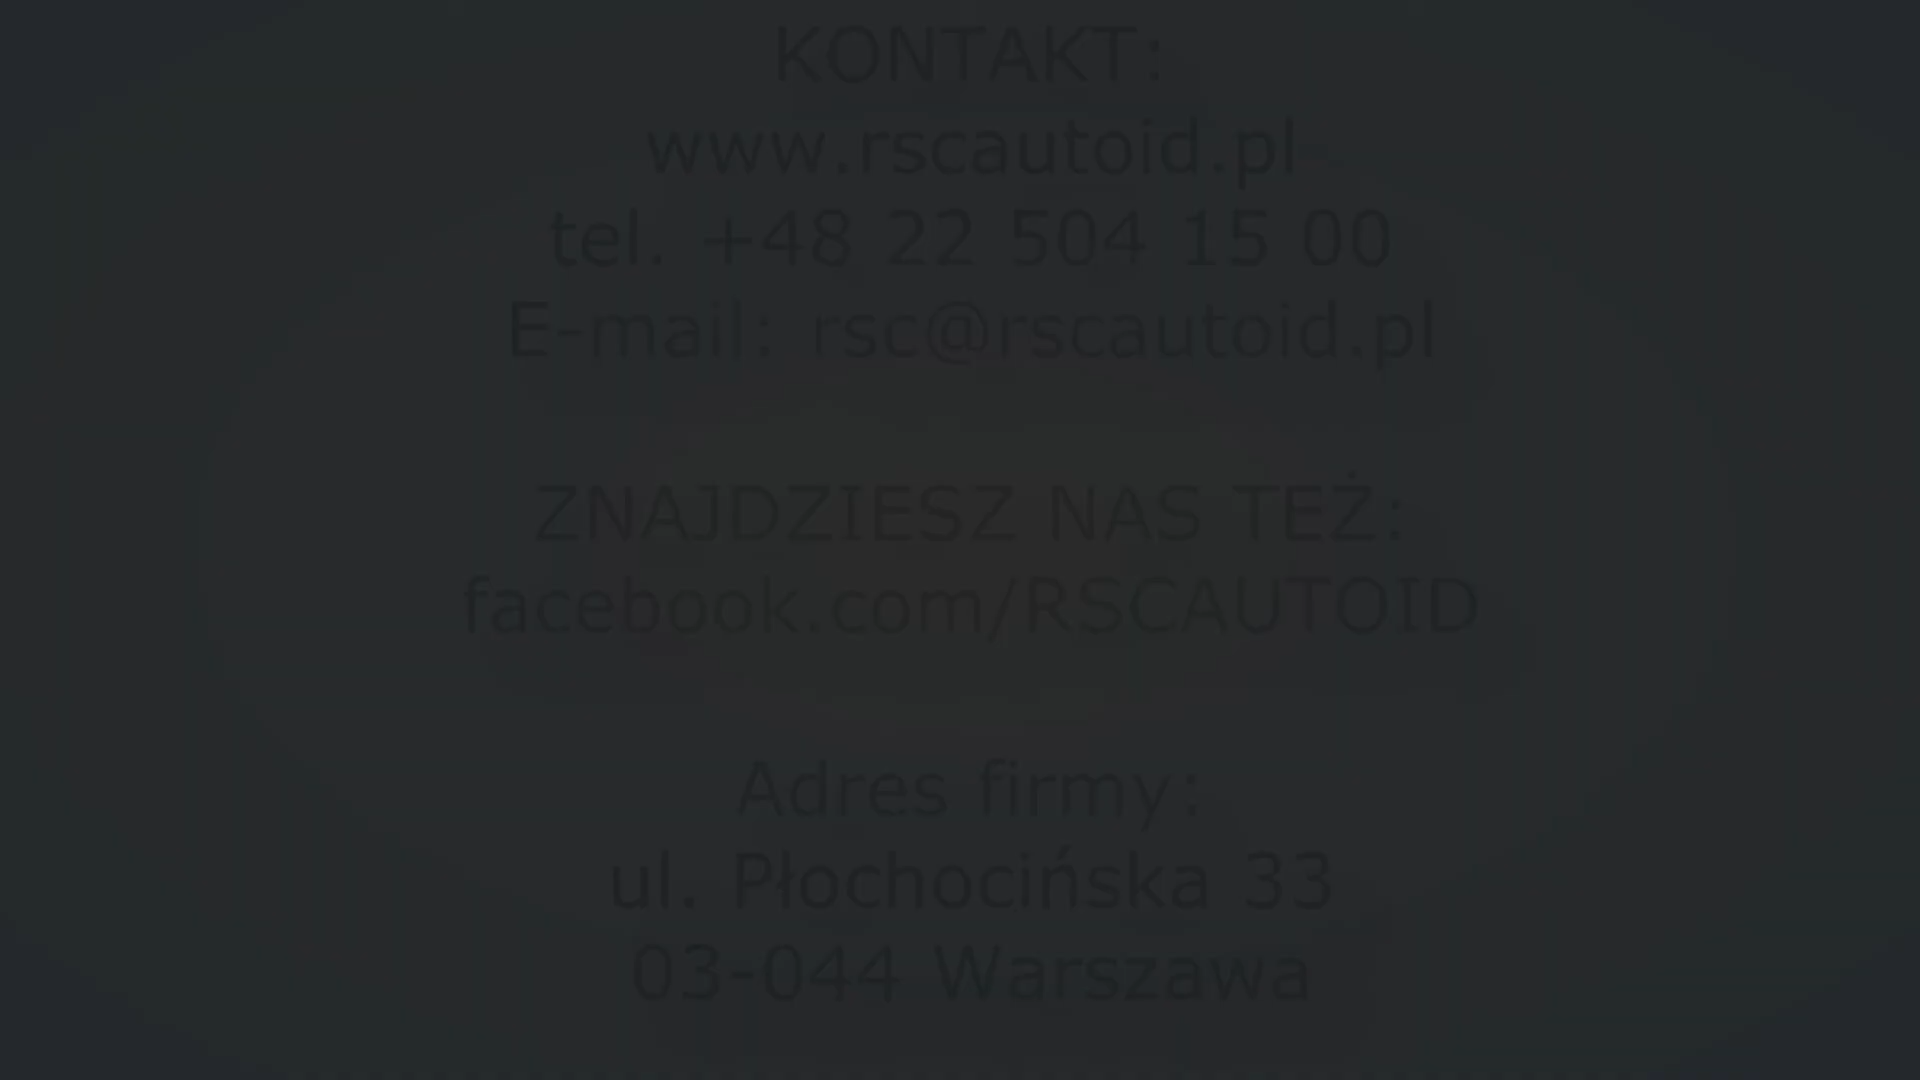 KONTAKT:
www.rscautoid.pl
tel. +48 22 504 15 00
E-mail: rsc@rscautoid.pl
ZNAJDZIESZ NAS TEŻ:
facebook.com/RSCAUTOID
Adres firmy:
ul. Płochocińska 33
03-044 Warszawa